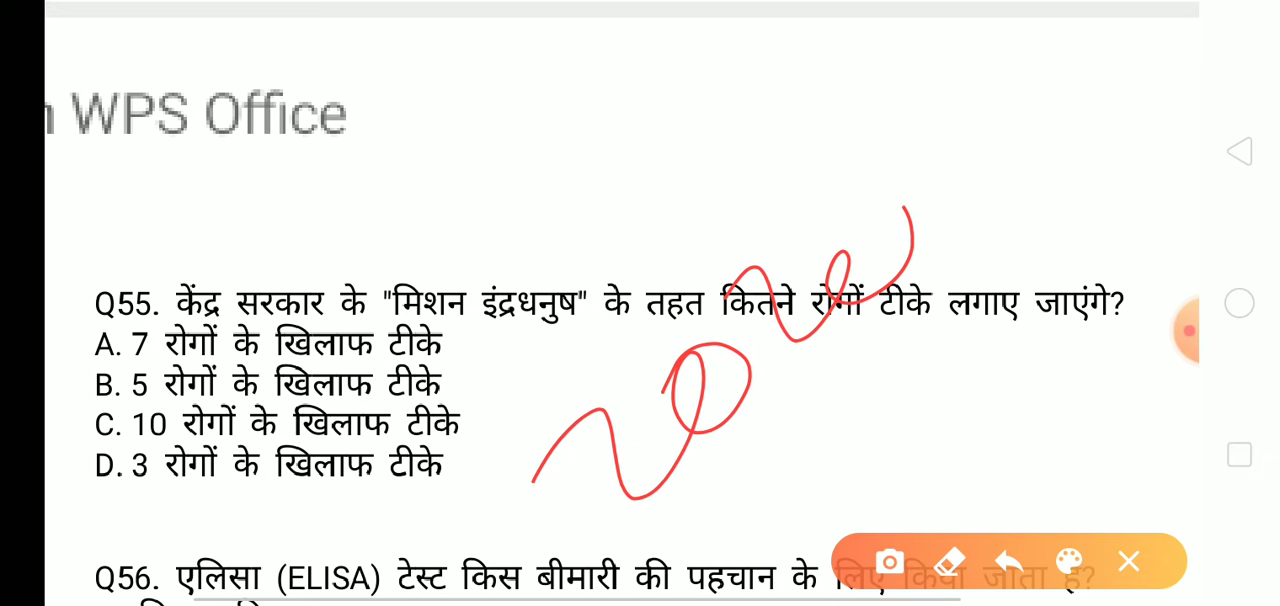 WPS Office
Q55. केंद्र सरकार के "मिशन इंद्रधनुष" के तहत कितने रोगों टीके लगाए जाएंगे?
A. 7 रोगों के खिलाफ टीके
B. 5 रोगों के खिलाफ टीके
C. 10 रोगों के खिलाफ टीके
D. 3 रोगों के खिलाफ टीके
Q56. एलिसा (ELISA) टेस्ट किस बीमारी की पहचान के लिए किया जाता है?